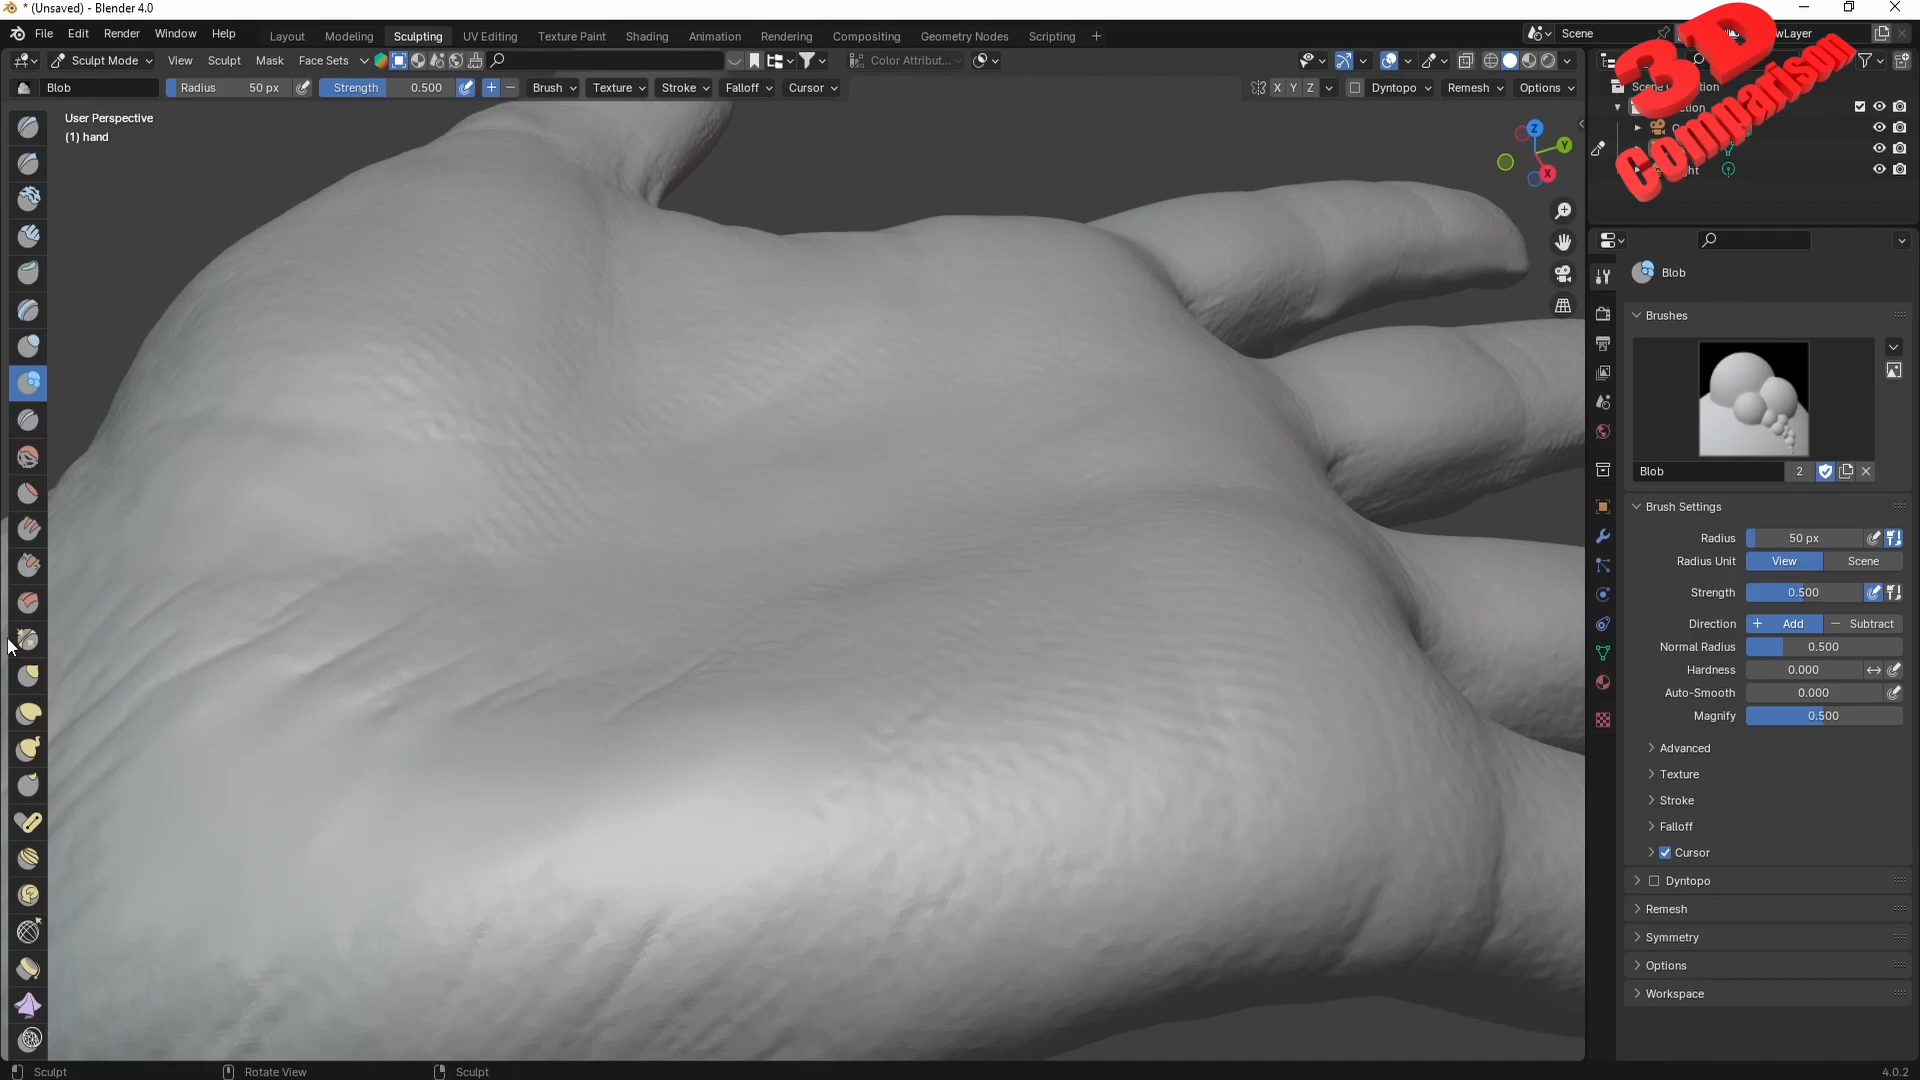 * (Unsaved) - Blender 4.0
File Edit Render Window Help
Layout Modeling Sculpting UV Editing Texture Paint Shading Animation Rendering Compositing Geometry Nodes Scripting +
Scene
Sculpt Mode View Sculpt Mask Face Sets
Color Attribut...
Blob Radius 50 px Strength 0.500 + − Brush Texture Stroke Falloff Cursor
X Y Z Dyntopo Remesh Options
3D
Comparison
User Perspective
(1) hand
Z Y X
Blob
Brushes
Blob 2
Brush Settings
Radius 50 px
Radius Unit View Scene
Strength 0.500
Direction + Add − Subtract
Normal Radius 0.500
Hardness 0.000
Auto-Smooth 0.000
Magnify 0.500
Advanced
Texture
Stroke
Falloff
Cursor
Dyntopo
Remesh
Symmetry
Options
Workspace
Sculpt Rotate View Sculpt
4.0.2